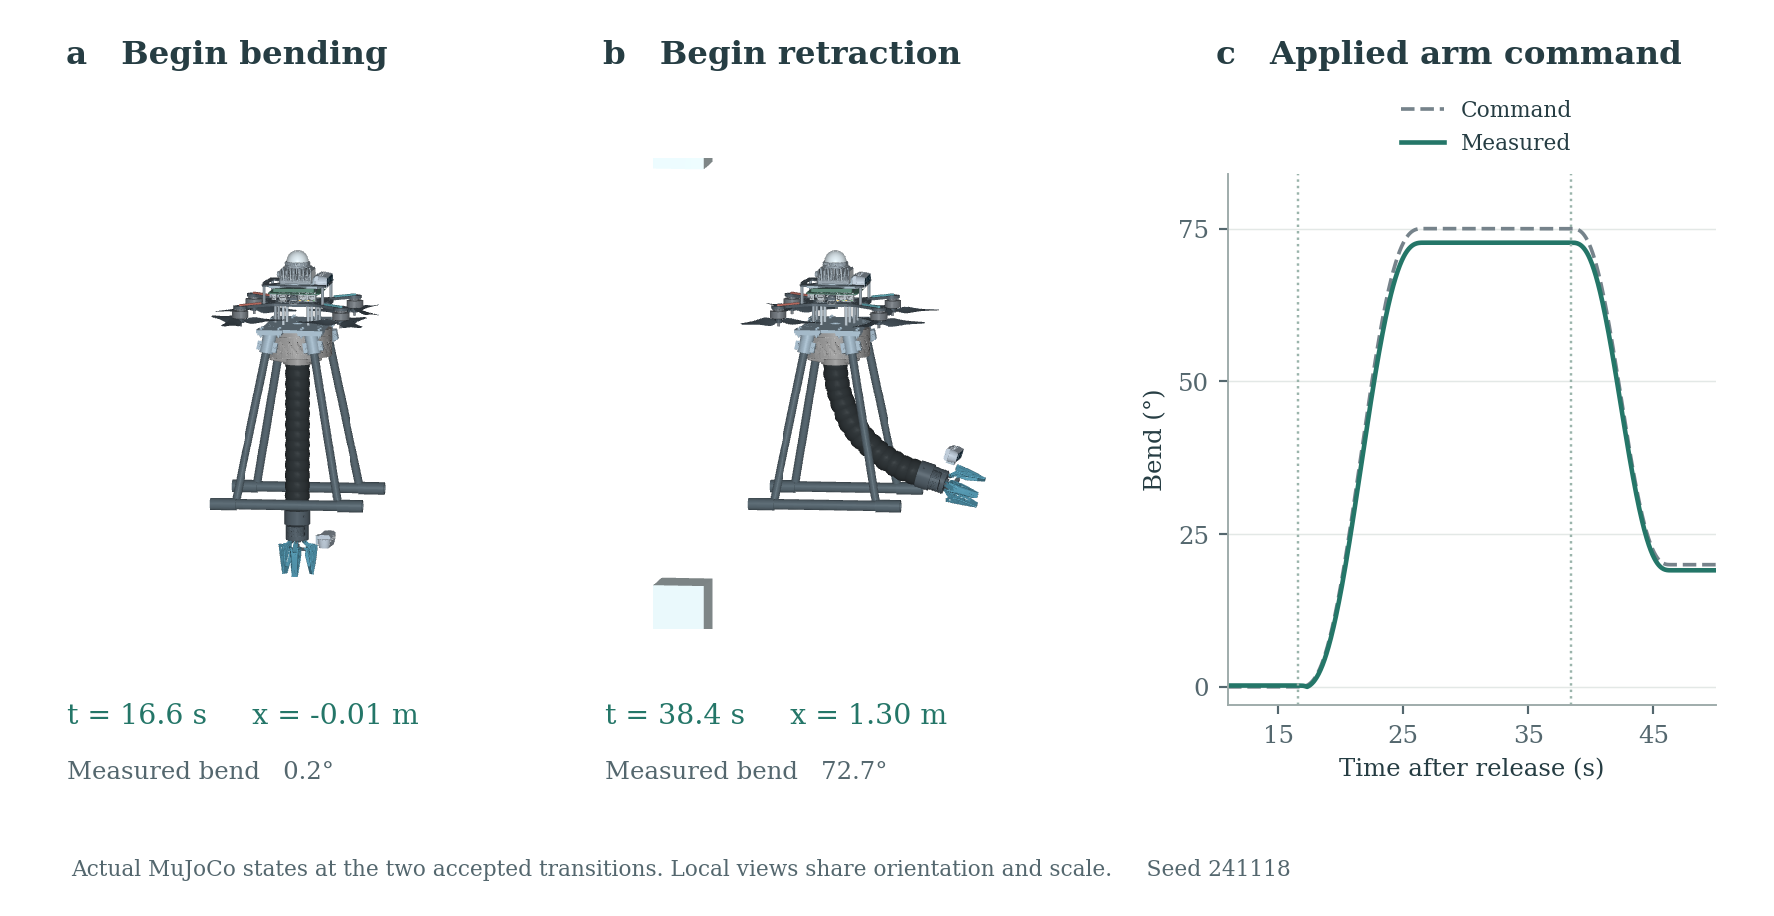 a Begin bending
b Begin retraction
c Applied arm command
Command
Measured
75
50
25
0
Bend (°)
15 25 35 45
Time after release (s)
t = 16.6 s x = -0.01 m
Measured bend 0.2°
t = 38.4 s x = 1.30 m
Measured bend 72.7°
Actual MuJoCo states at the two accepted transitions. Local views share orientation and scale. Seed 241118